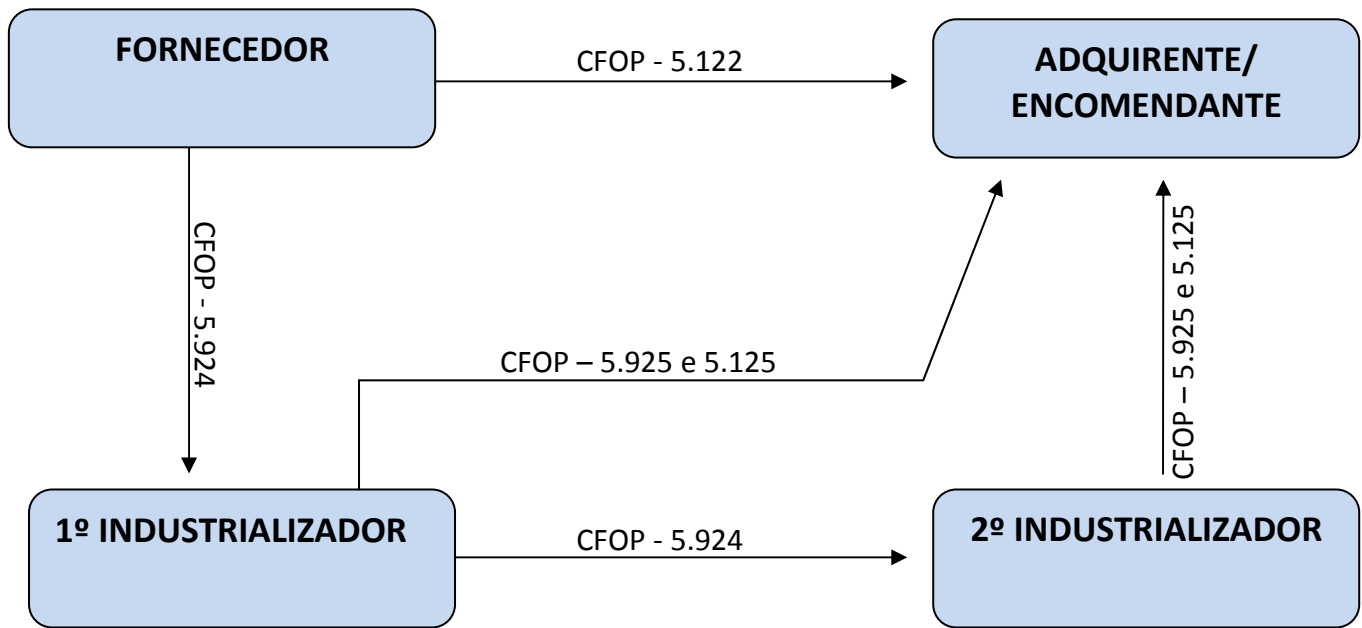 FORNECEDOR
CFOP - 5.122
ADQUIRENTE/
ENCOMENDANTE
CFOP - 5.924
CFOP – 5.925 e 5.125
CFOP – 5.925 e 5.125
1º INDUSTRIALIZADOR
CFOP - 5.924
2º INDUSTRIALIZADOR